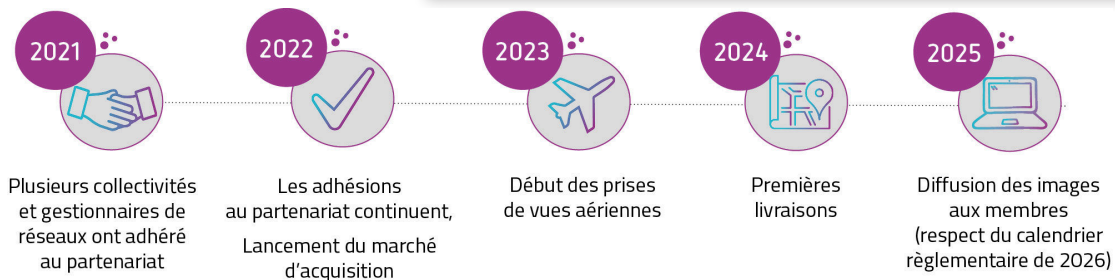 2021
Plusieurs collectivités
et gestionnaires de
réseaux ont adhéré
au partenariat
2022
Les adhésions
au partenariat continuent,
Lancement du marché
d’acquisition
2023
Début des prises
de vues aériennes
2024
Premières
livraisons
2025
Diffusion des images
aux membres
(respect du calendrier
règlementaire de 2026)